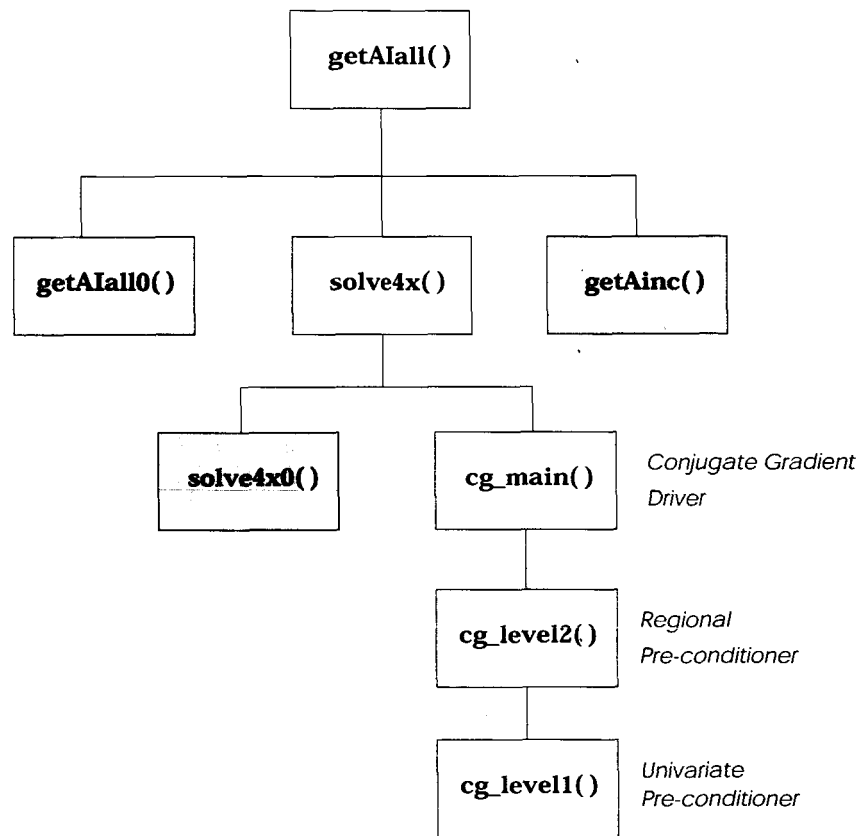 getAIall()
getAIall0()
solve4x()
getAinc()
solve4x0()
cg_main()
Conjugate Gradient
Driver
cg_level2()
Regional
Pre-conditioner
cg_level1()
Univariate
Pre-conditioner